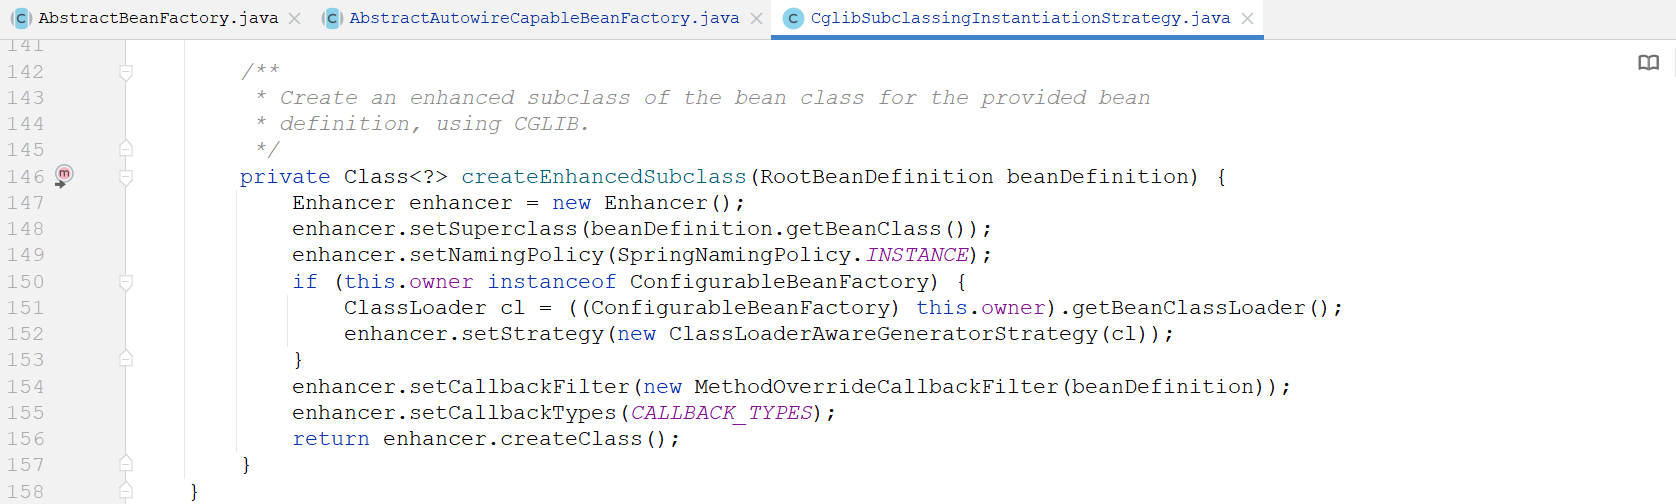 AbstractBeanFactory.java AbstractAutowireCapableBeanFactory.java CglibSubclassingInstantiationStrategy.java
141
142 /**
143 * Create an enhanced subclass of the bean class for the provided bean
144 * definition, using CGLIB.
145 */
146 private Class<?> createEnhancedSubclass(RootBeanDefinition beanDefinition) {
147 Enhancer enhancer = new Enhancer();
148 enhancer.setSuperclass(beanDefinition.getBeanClass());
149 enhancer.setNamingPolicy(SpringNamingPolicy.INSTANCE);
150 if (this.owner instanceof ConfigurableBeanFactory) {
151 ClassLoader cl = ((ConfigurableBeanFactory) this.owner).getBeanClassLoader();
152 enhancer.setStrategy(new ClassLoaderAwareGeneratorStrategy(cl));
153 }
154 enhancer.setCallbackFilter(new MethodOverrideCallbackFilter(beanDefinition));
155 enhancer.setCallbackTypes(CALLBACK_TYPES);
156 return enhancer.createClass();
157 }
158 }